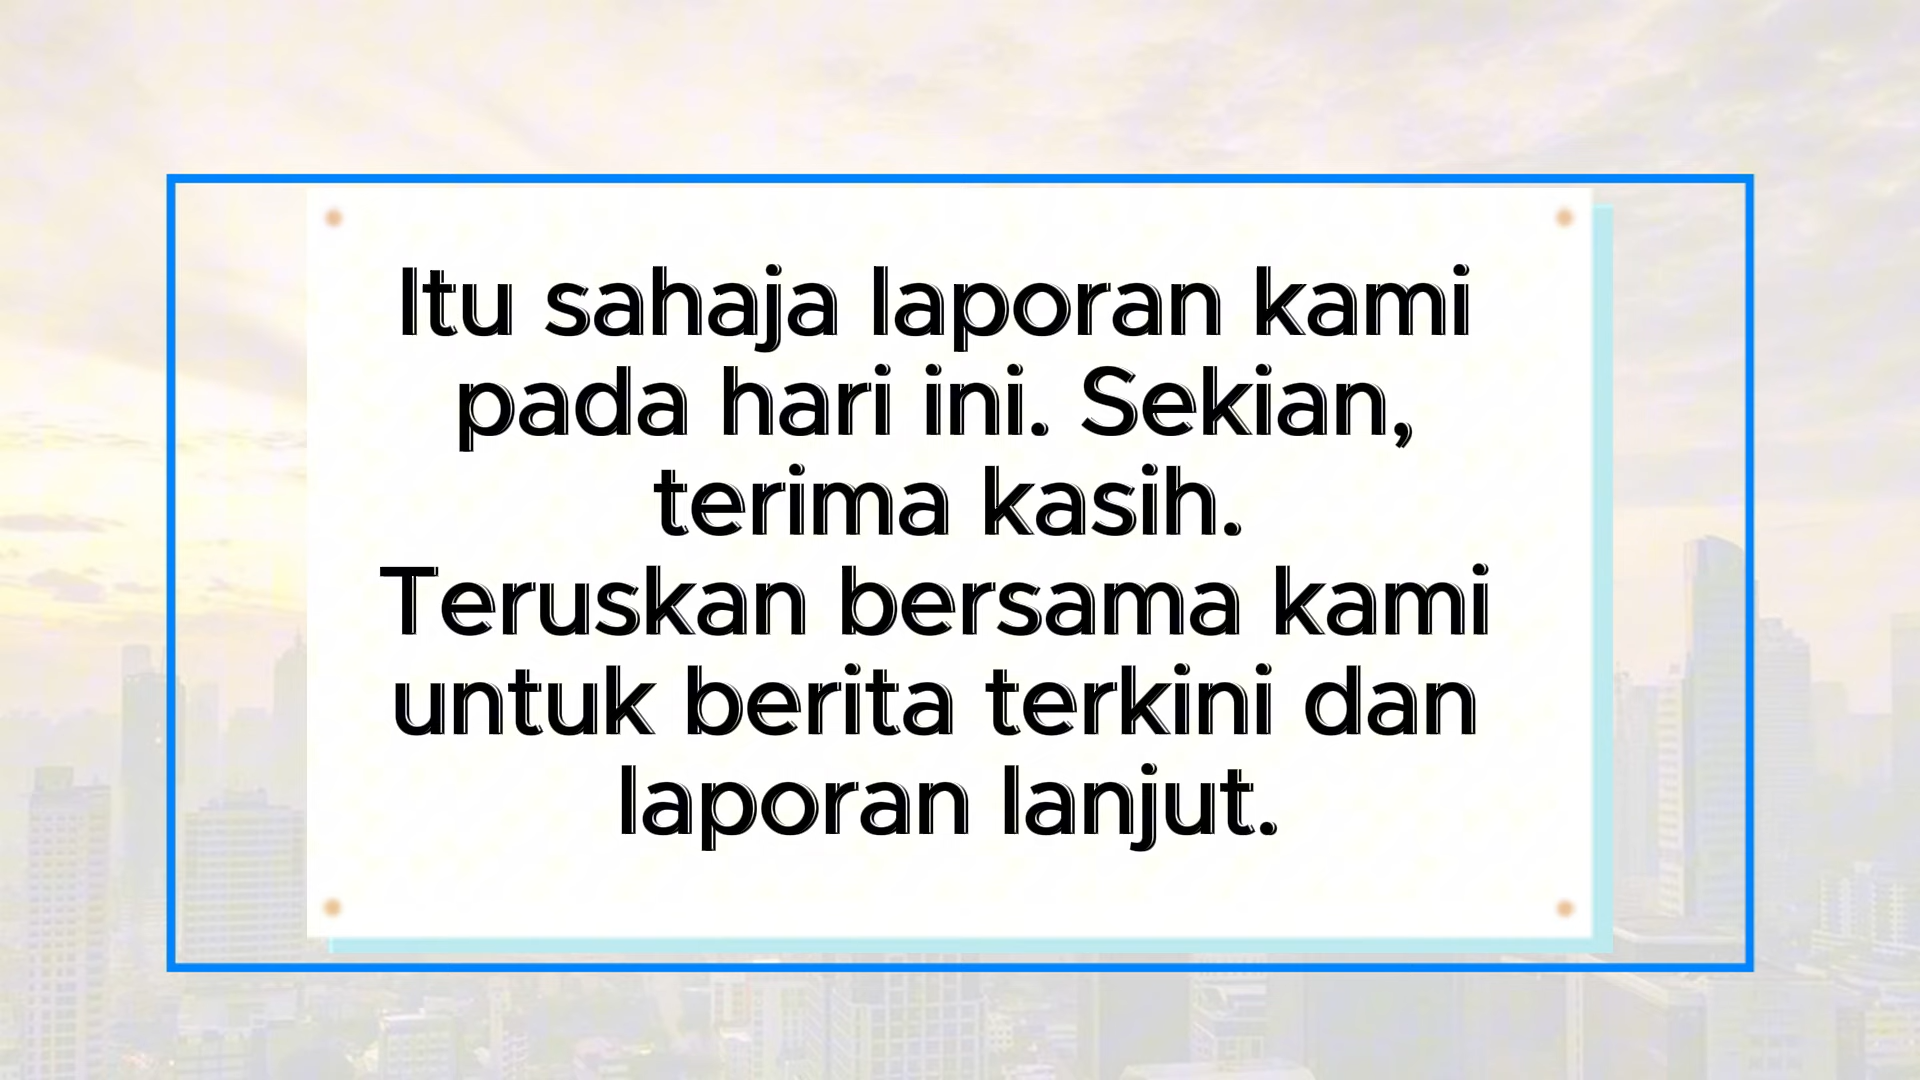 Itu sahaja laporan kami
pada hari ini. Sekian,
terima kasih.
Teruskan bersama kami
untuk berita terkini dan
laporan lanjut.